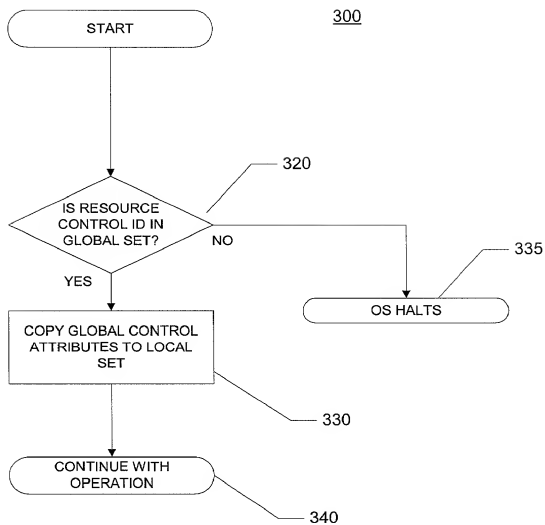 START
300
320
IS RESOURCE
CONTROL ID IN
GLOBAL SET?
NO
335
YES
OS HALTS
COPY GLOBAL CONTROL
ATTRIBUTES TO LOCAL
SET
330
CONTINUE WITH
OPERATION
340